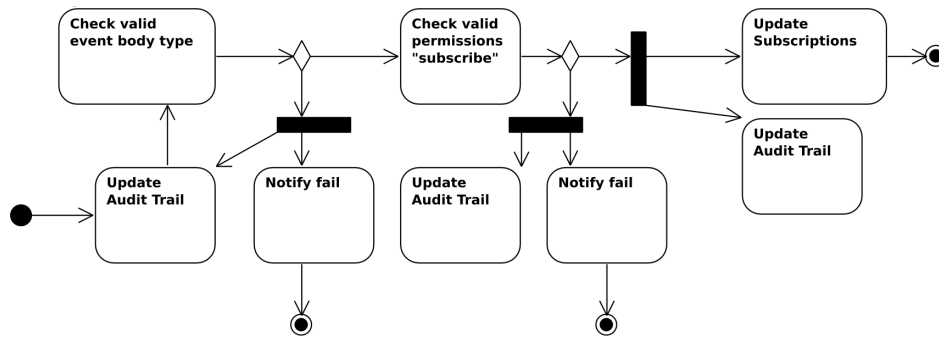 Check valid
event body type
Check valid
permissions
"subscribe"
Update
Subscriptions
Update
Audit Trail
Update
Audit Trail
Notify fail
Update
Audit Trail
Notify fail